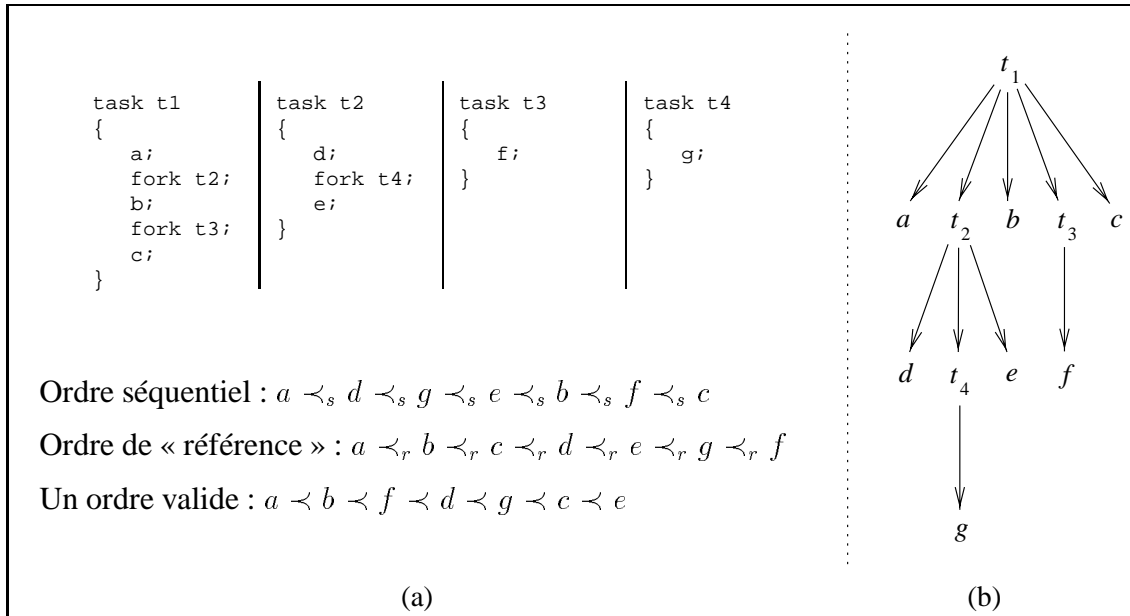 task t1
{
a;
fork t2;
b;
fork t3;
c;
}
task t2
{
d;
fork t4;
e;
}
task t3
{
f;
}
task t4
{
g;
}
Ordre séquentiel : a ≺s d ≺s g ≺s e ≺s b ≺s f ≺s c
Ordre de « référence » : a ≺r b ≺r c ≺r d ≺r e ≺r g ≺r f
Un ordre valide : a ≺ b ≺ f ≺ d ≺ g ≺ c ≺ e
(a)
t1
a t2 b t3 c
d t4 e f
g
(b)